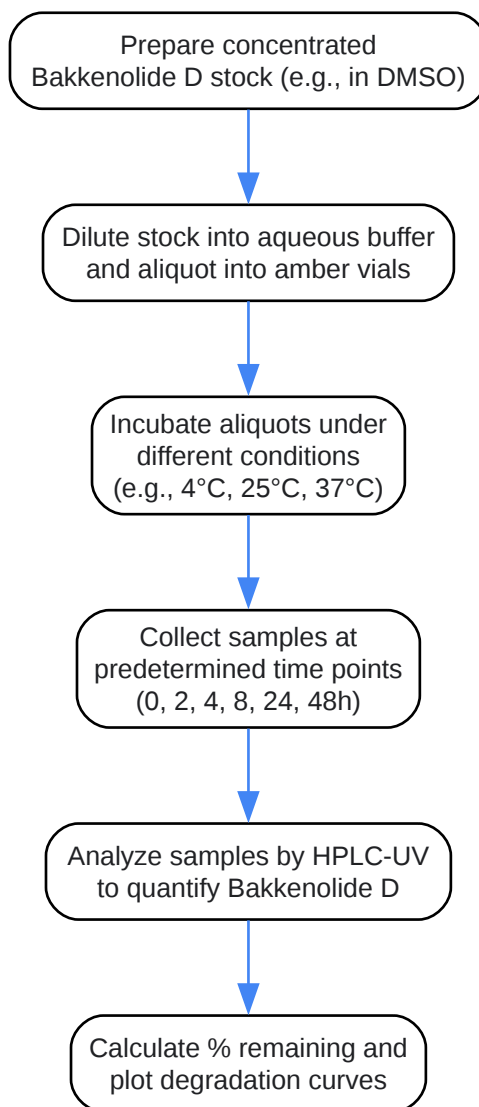 Prepare concentrated
Bakkenolide D stock (e.g., in DMSO)
Dilute stock into aqueous buffer
and aliquot into amber vials
Incubate aliquots under
different conditions
(e.g., 4°C, 25°C, 37°C)
Collect samples at
predetermined time points
(0, 2, 4, 8, 24, 48h)
Analyze samples by HPLC-UV
to quantify Bakkenolide D
Calculate % remaining and
plot degradation curves